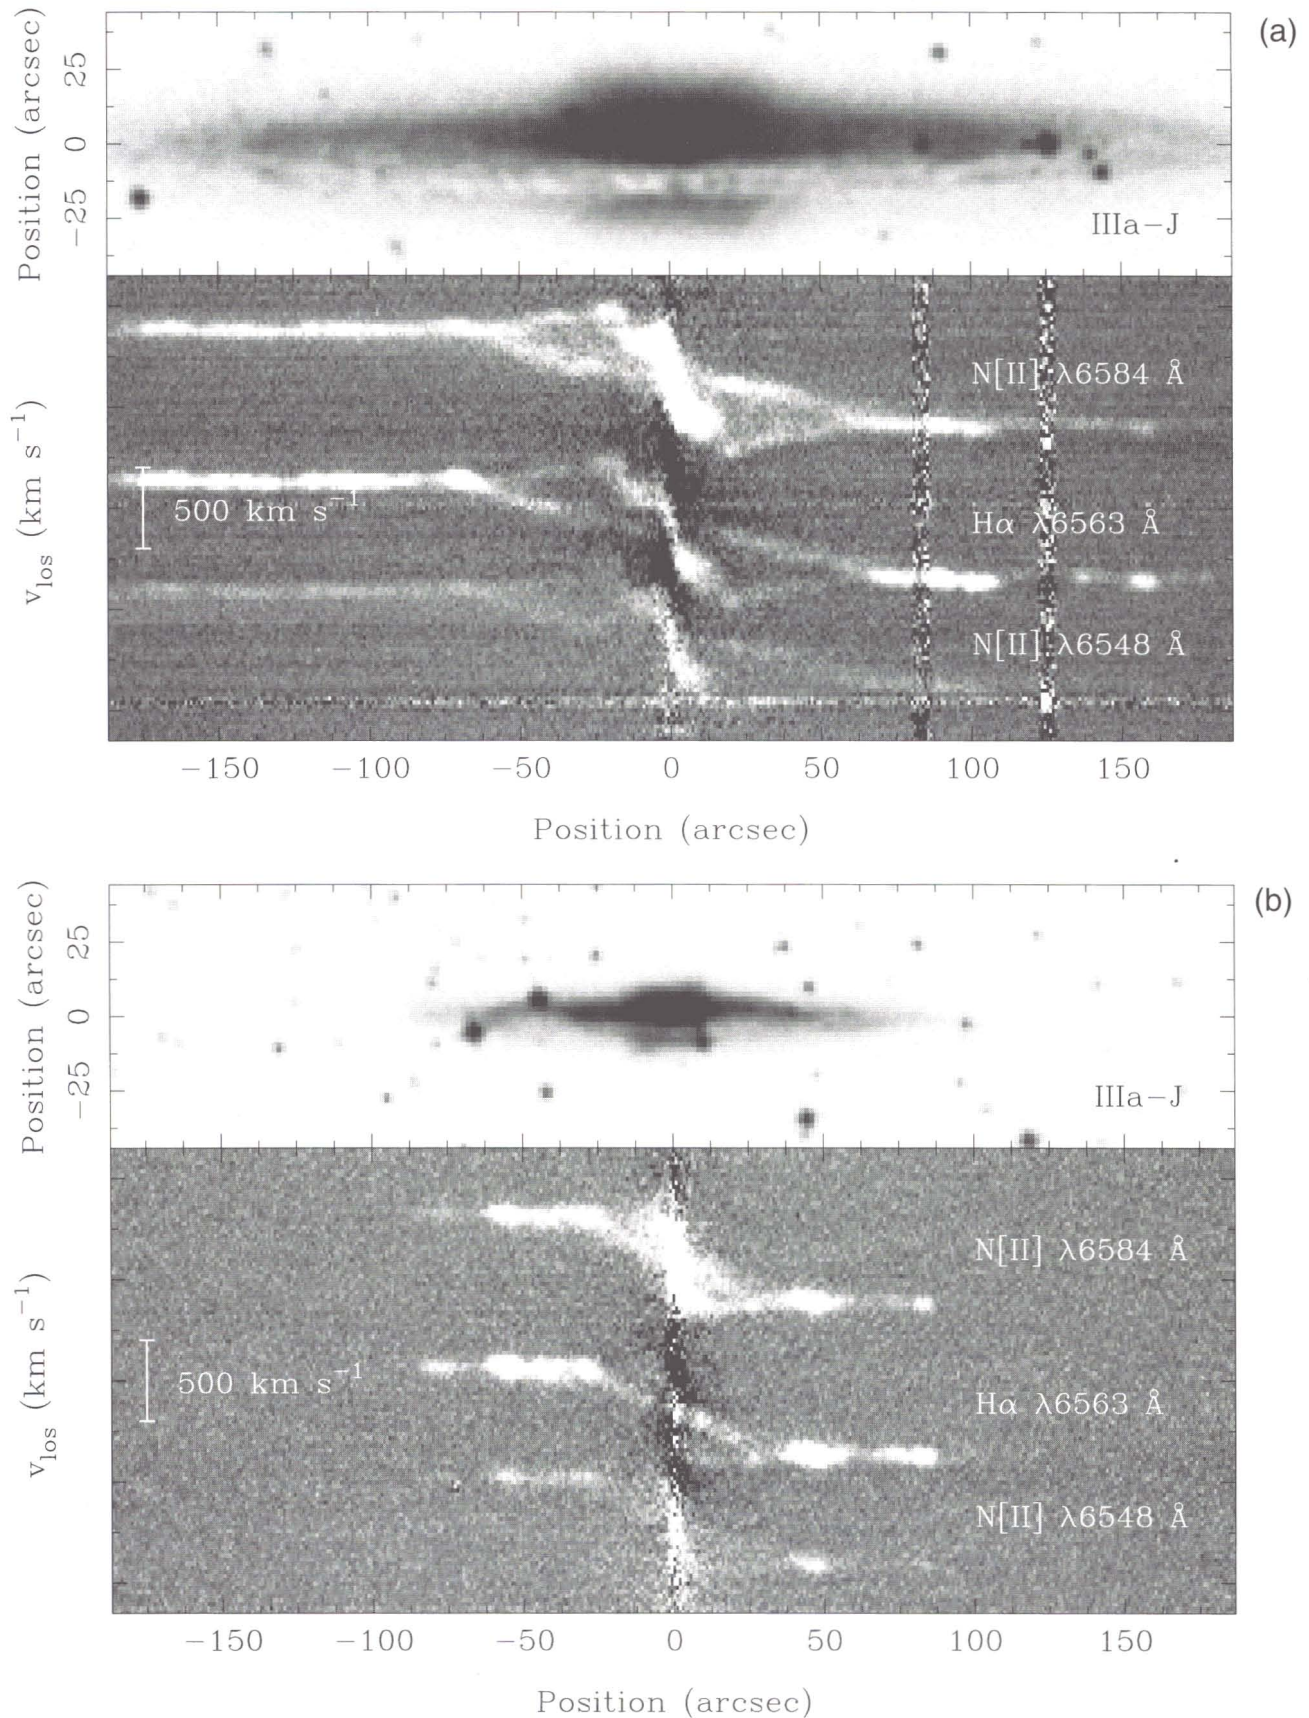 (a)
Position (arcsec)
25
0
−25
IIIa−J
v_los (km s⁻¹)
500 km s⁻¹
N[II] λ6584 Å
Hα λ6563 Å
N[II] λ6548 Å
−150 −100 −50 0 50 100 150
Position (arcsec)
(b)
Position (arcsec)
25
0
−25
IIIa−J
v_los (km s⁻¹)
500 km s⁻¹
N[II] λ6584 Å
Hα λ6563 Å
N[II] λ6548 Å
−150 −100 −50 0 50 100 150
Position (arcsec)